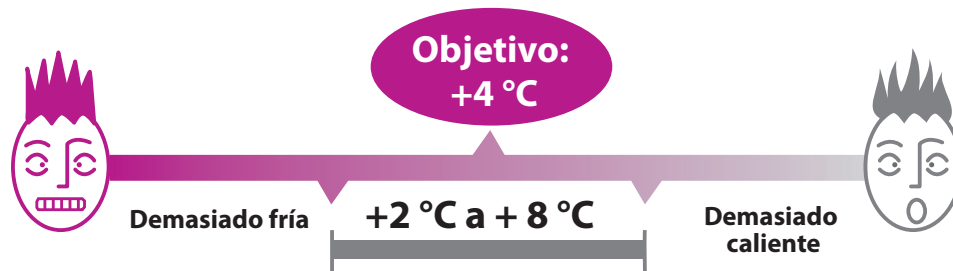 Objetivo:
+4 °C
Demasiado fría
+2 °C a + 8 °C
Demasiado
caliente